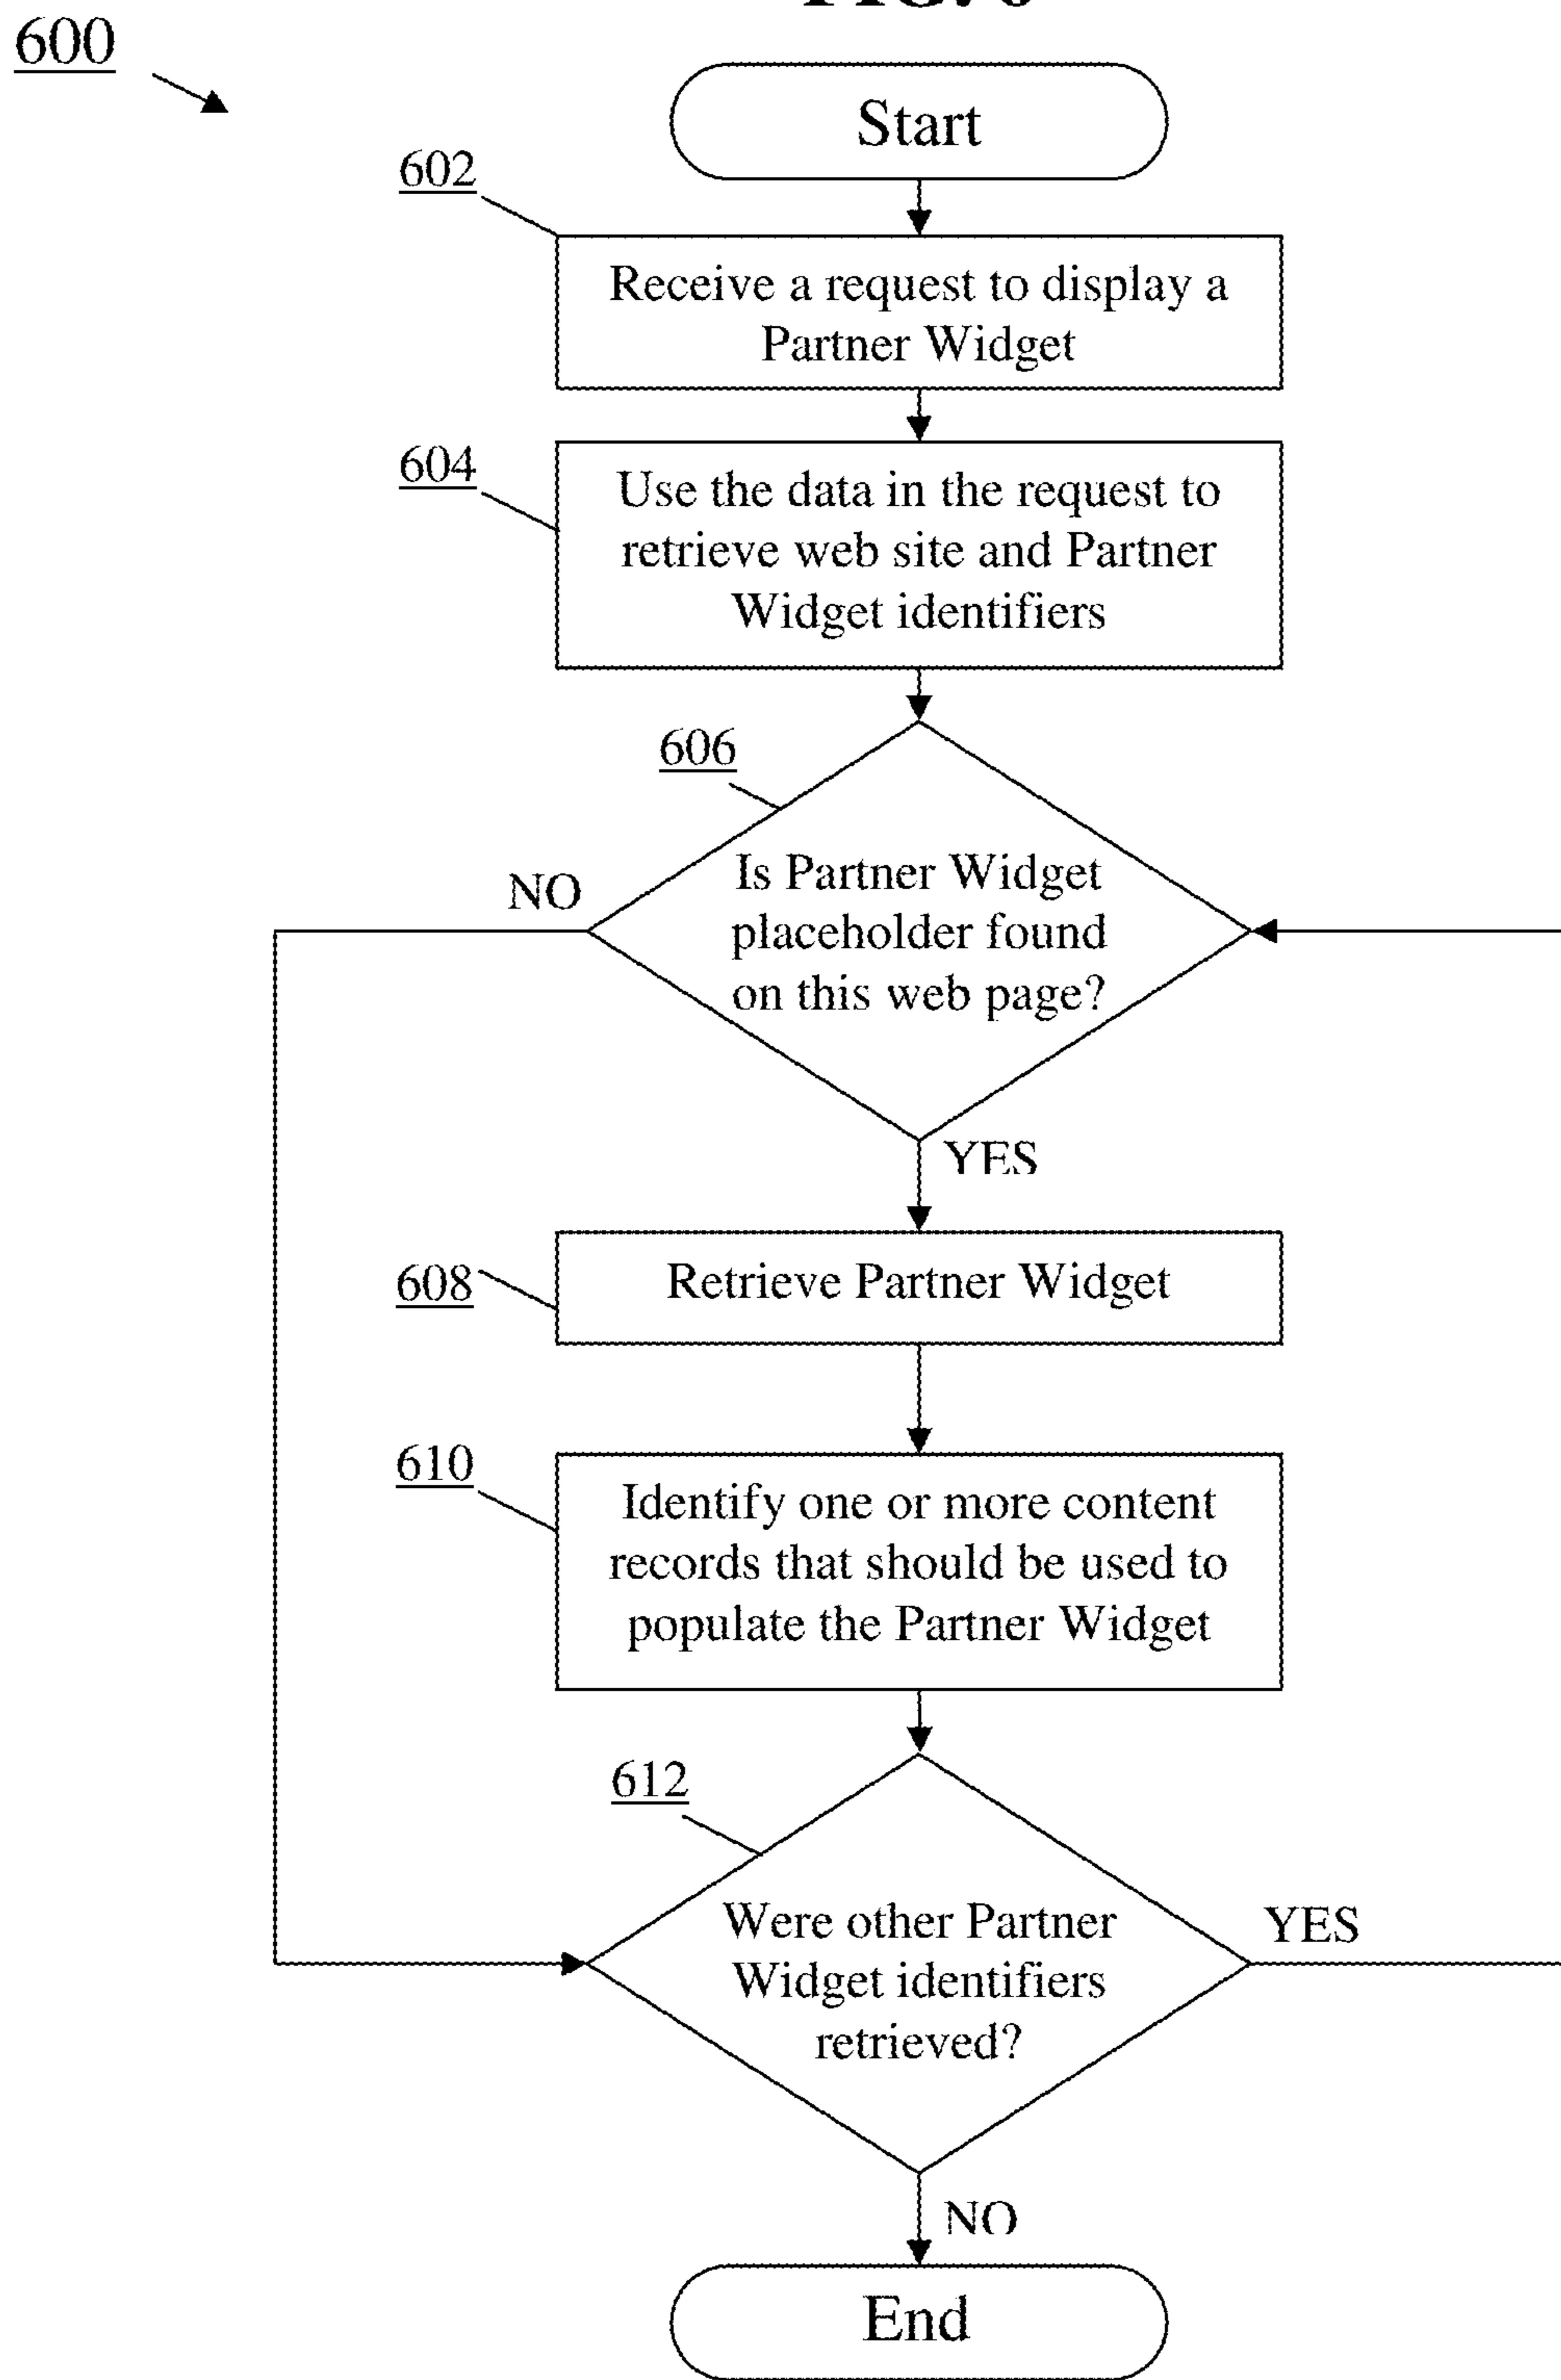 600
Start
602
Receive a request to display a
Partner Widget
604
Use the data in the request to
retrieve web site and Partner
Widget identifiers
606
NO
Is Partner Widget
placeholder found
on this web page?
YES
608
Retrieve Partner Widget
610
Identify one or more content
records that should be used to
populate the Partner Widget
612
Were other Partner
Widget identifiers
retrieved?
YES
NO
End